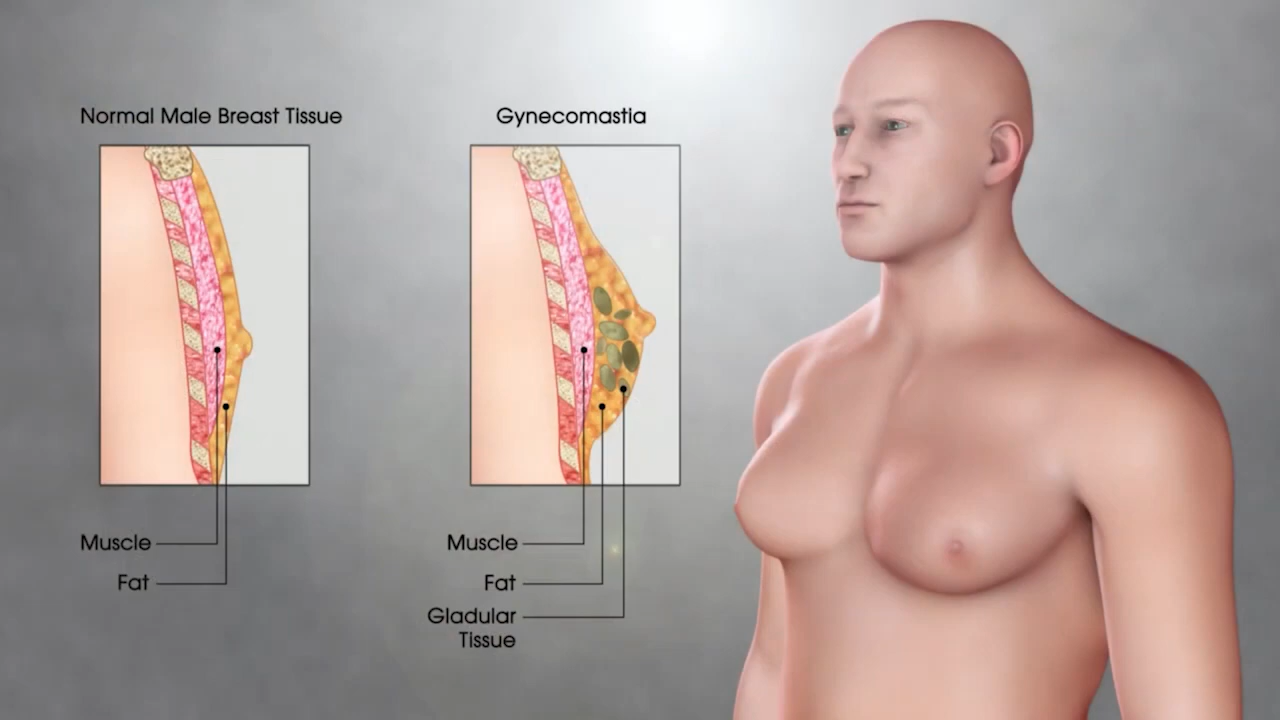 Normal Male Breast Tissue
Gynecomastia
Muscle
Fat
Muscle
Fat
Gladular
Tissue